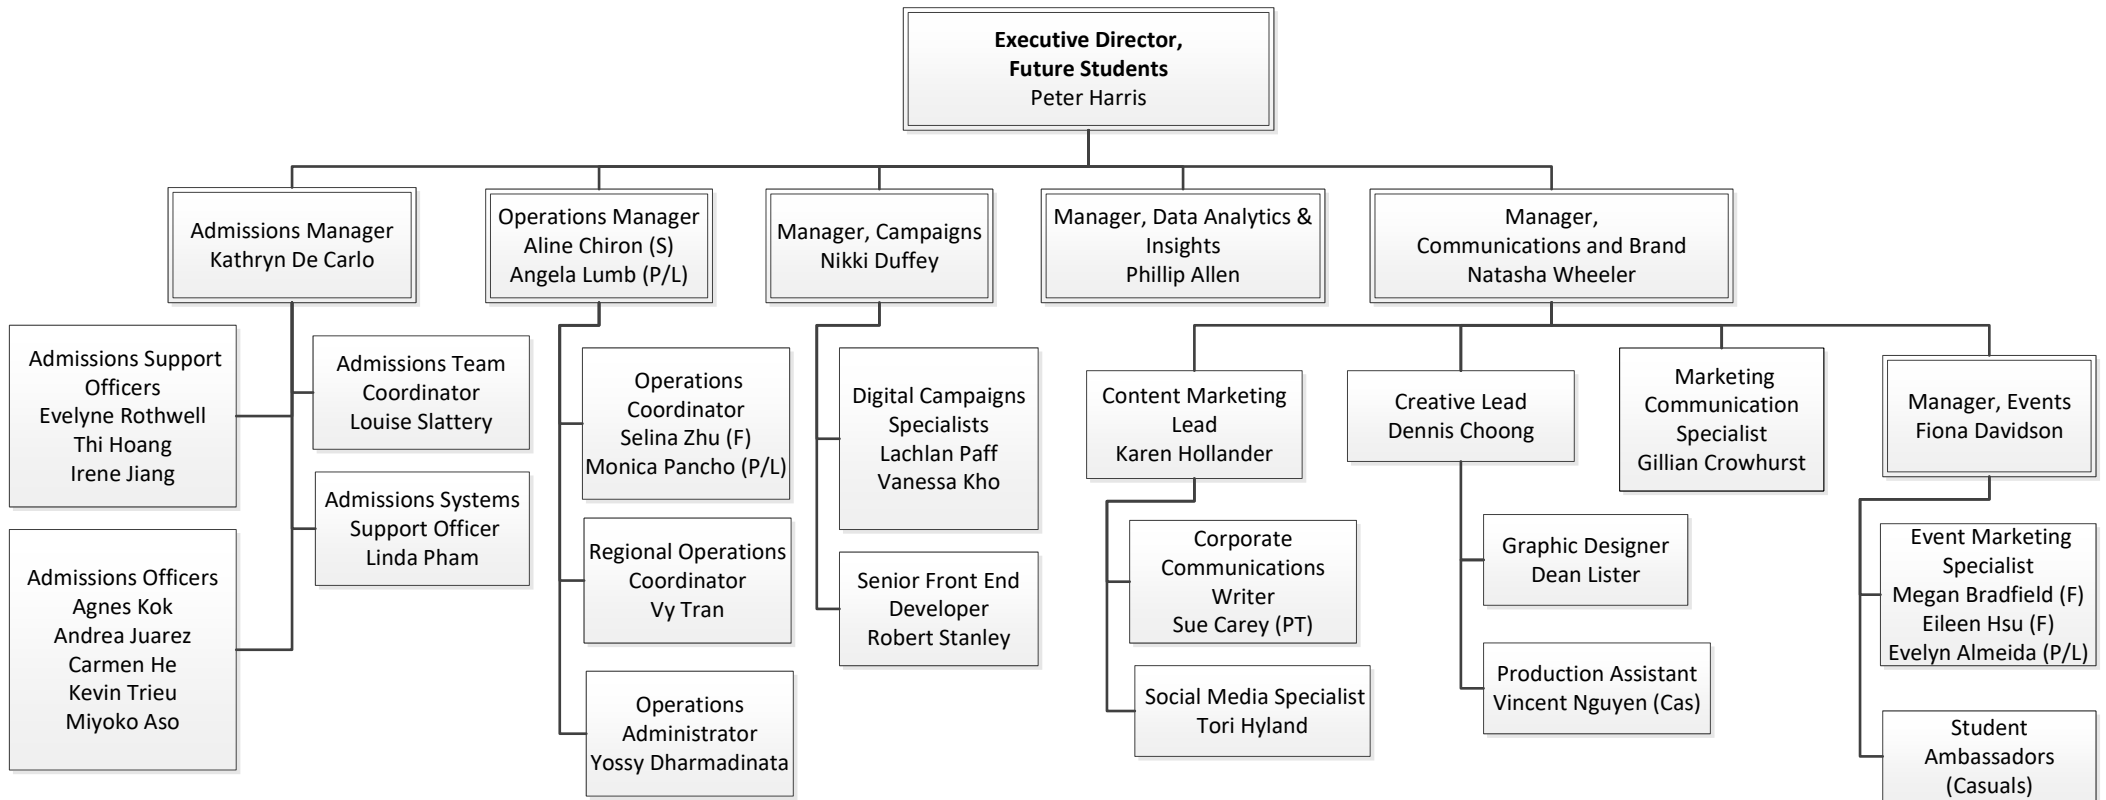 Executive Director,
Future Students
Peter Harris
Admissions Manager
Kathryn De Carlo
Operations Manager
Aline Chiron (S)
Angela Lumb (P/L)
Manager, Campaigns
Nikki Duffey
Manager, Data Analytics &
Insights
Phillip Allen
Manager,
Communications and Brand
Natasha Wheeler
Admissions Support
Officers
Evelyne Rothwell
Thi Hoang
Irene Jiang
Admissions Team
Coordinator
Louise Slattery
Admissions Systems
Support Officer
Linda Pham
Admissions Officers
Agnes Kok
Andrea Juarez
Carmen He
Kevin Trieu
Miyoko Aso
Operations
Coordinator
Selina Zhu (F)
Monica Pancho (P/L)
Regional Operations
Coordinator
Vy Tran
Operations
Administrator
Yossy Dharmadinata
Digital Campaigns
Specialists
Lachlan Paff
Vanessa Kho
Senior Front End
Developer
Robert Stanley
Content Marketing
Lead
Karen Hollander
Corporate
Communications
Writer
Sue Carey (PT)
Social Media Specialist
Tori Hyland
Creative Lead
Dennis Choong
Graphic Designer
Dean Lister
Production Assistant
Vincent Nguyen (Cas)
Marketing
Communication
Specialist
Gillian Crowhurst
Manager, Events
Fiona Davidson
Event Marketing
Specialist
Megan Bradfield (F)
Eileen Hsu (F)
Evelyn Almeida (P/L)
Student
Ambassadors
(Casuals)